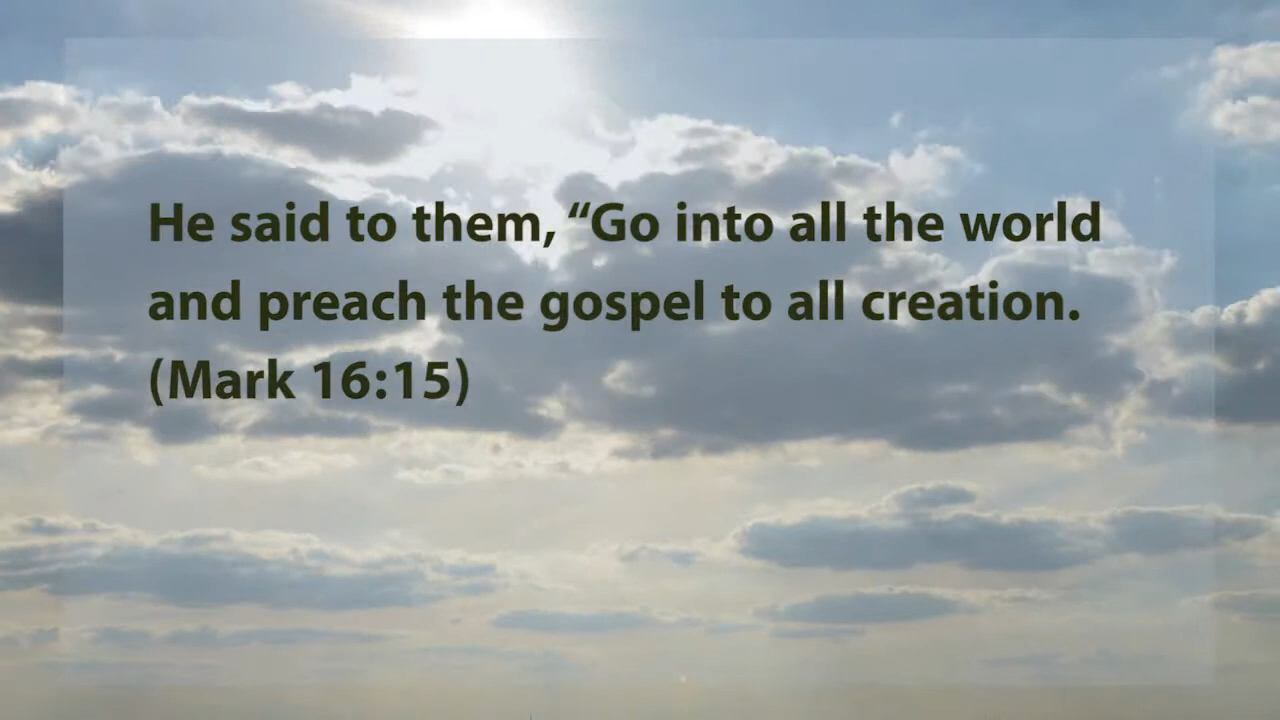 He said to them, “Go into all the world
and preach the gospel to all creation.
(Mark 16:15)